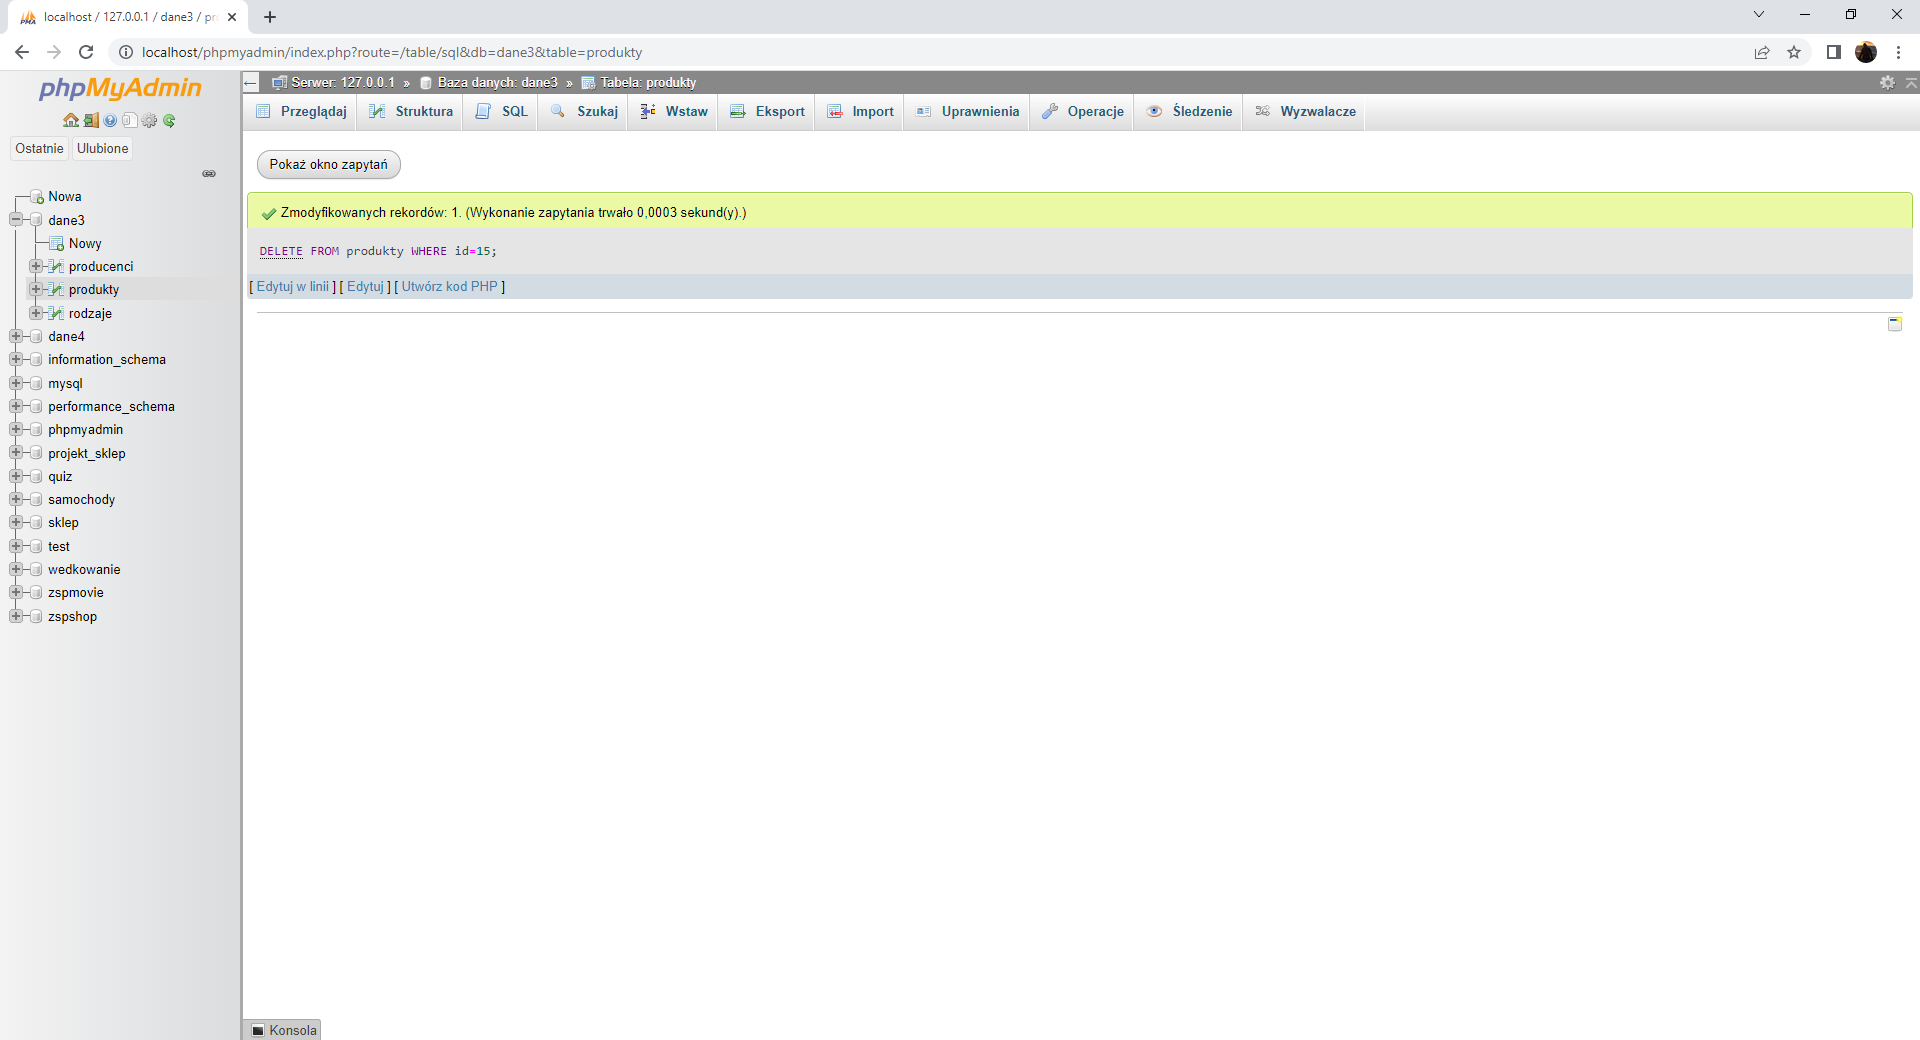 localhost / 127.0.0.1 / dane3 / pro
localhost/phpmyadmin/index.php?route=/table/sql&db=dane3&table=produkty
phpMyAdmin
Ostatnie Ulubione
Nowa
dane3
Nowy
producenci
produkty
rodzaje
dane4
information_schema
mysql
performance_schema
phpmyadmin
projekt_sklep
quiz
samochody
sklep
test
wedkowanie
zspmovie
zspshop
Serwer: 127.0.0.1 » Baza danych: dane3 » Tabela: produkty
Przeglądaj Struktura SQL Szukaj Wstaw Eksport Import Uprawnienia Operacje Śledzenie Wyzwalacze
Pokaż okno zapytań
Zmodyfikowanych rekordów: 1. (Wykonanie zapytania trwało 0,0003 sekund(y).)
DELETE FROM produkty WHERE id=15;
[ Edytuj w linii ] [ Edytuj ] [ Utwórz kod PHP ]
Konsola